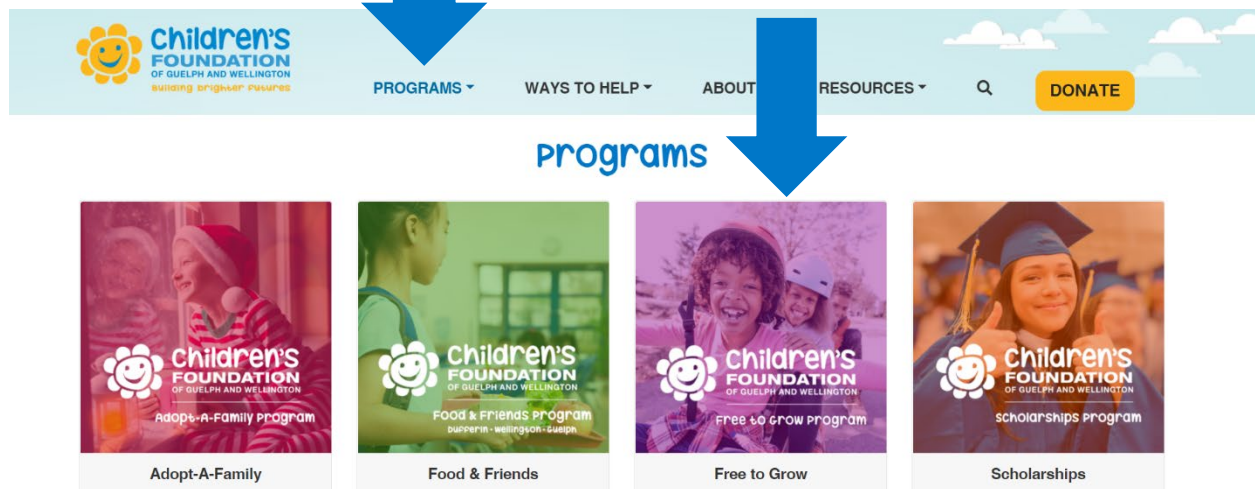 Children's
FOUNDATION
OF GUELPH AND WELLINGTON
Building Brighter Futures
PROGRAMS WAYS TO HELP ABOUT RESOURCES DONATE
Programs
Children's
FOUNDATION
OF GUELPH AND WELLINGTON
Adopt-A-Family Program
Adopt-A-Family
Children's
FOUNDATION
OF GUELPH AND WELLINGTON
Food & Friends Program
Dufferin - Wellington - Guelph
Food & Friends
Children's
FOUNDATION
OF GUELPH AND WELLINGTON
Free to Grow Program
Free to Grow
Children's
FOUNDATION
OF GUELPH AND WELLINGTON
Scholarships Program
Scholarships